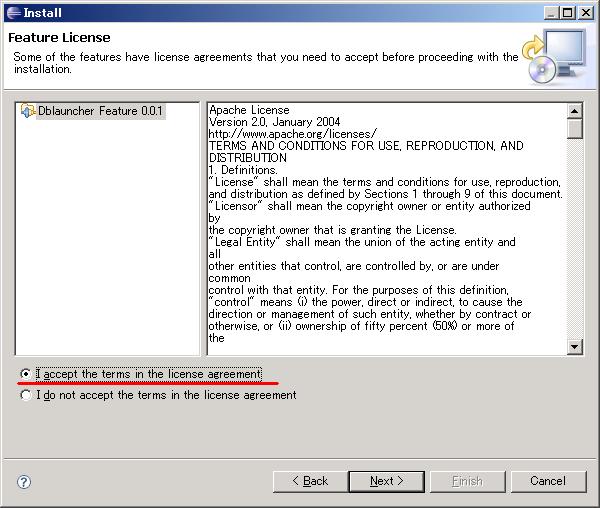 Install
Feature License
Some of the features have license agreements that you need to accept before proceeding with the
installation.
Dblauncher Feature 0.0.1
Apache License
Version 2.0, January 2004
http://www.apache.org/licenses/
TERMS AND CONDITIONS FOR USE, REPRODUCTION, AND
DISTRIBUTION
1. Definitions.
"License" shall mean the terms and conditions for use, reproduction,
and distribution as defined by Sections 1 through 9 of this document.
"Licensor" shall mean the copyright owner or entity authorized
by
the copyright owner that is granting the License.
"Legal Entity" shall mean the union of the acting entity and
all
other entities that control, are controlled by, or are under
common
control with that entity. For the purposes of this definition,
"control" means (i) the power, direct or indirect, to cause the
direction or management of such entity, whether by contract or
otherwise, or (ii) ownership of fifty percent (50%) or more of
the
I accept the terms in the license agreement
I do not accept the terms in the license agreement
?
< Back
Next >
Finish
Cancel